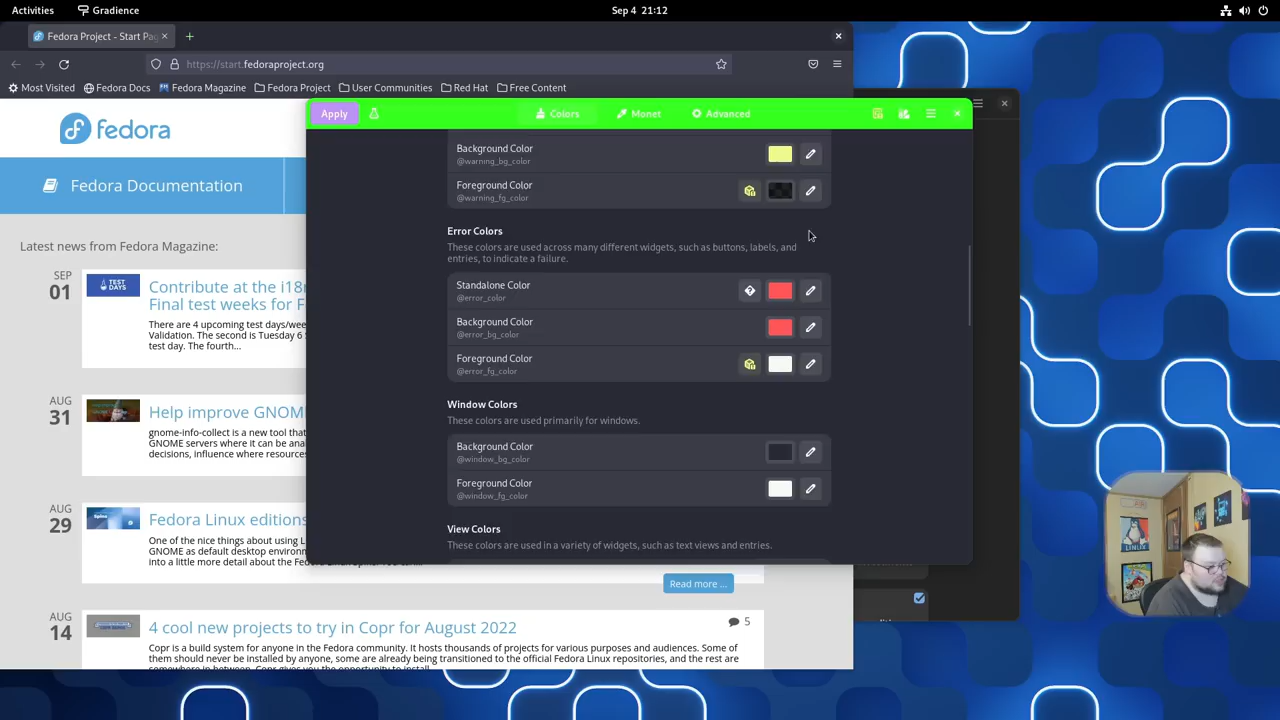 Activities
Gradience
Sep 4 21:12
Fedora Project - Start Pag
https://start.fedoraproject.org
Most Visited
Fedora Docs
Fedora Magazine
Fedora Project
User Communities
Red Hat
Free Content
fedora
Fedora Documentation
Latest news from Fedora Magazine:
SEP
01
TEST
DAYS
Contribute at the i18n
Final test weeks for F
There are 4 upcoming test days/wee
Validation. The second is Tuesday 6
test day. The fourth...
AUG
31
Help improve GNOME
gnome-info-collect is a new tool that
GNOME servers where it can be ana
decisions, influence where resources
AUG
29
Fedora Linux editions
One of the nice things about using L
GNOME as default desktop environm
Read more ...
AUG
14
4 cool new projects to try in Copr for August 2022
5
Copr is a build system for anyone in the Fedora community. It hosts thousands of projects for various purposes and audiences. Some of
them should never be installed by anyone, some are already being transitioned to the official Fedora Linux repositories, and the rest are
Apply
Colors
Monet
Advanced
Background Color
@warning_bg_color
Foreground Color
@warning_fg_color
Error Colors
These colors are used across many different widgets, such as buttons, labels, and
entries, to indicate a failure.
Standalone Color
@error_color
Background Color
@error_bg_color
Foreground Color
@error_fg_color
Window Colors
These colors are used primarily for windows.
Background Color
@window_bg_color
Foreground Color
@window_fg_color
View Colors
These colors are used in a variety of widgets, such as text views and entries.
LINUX